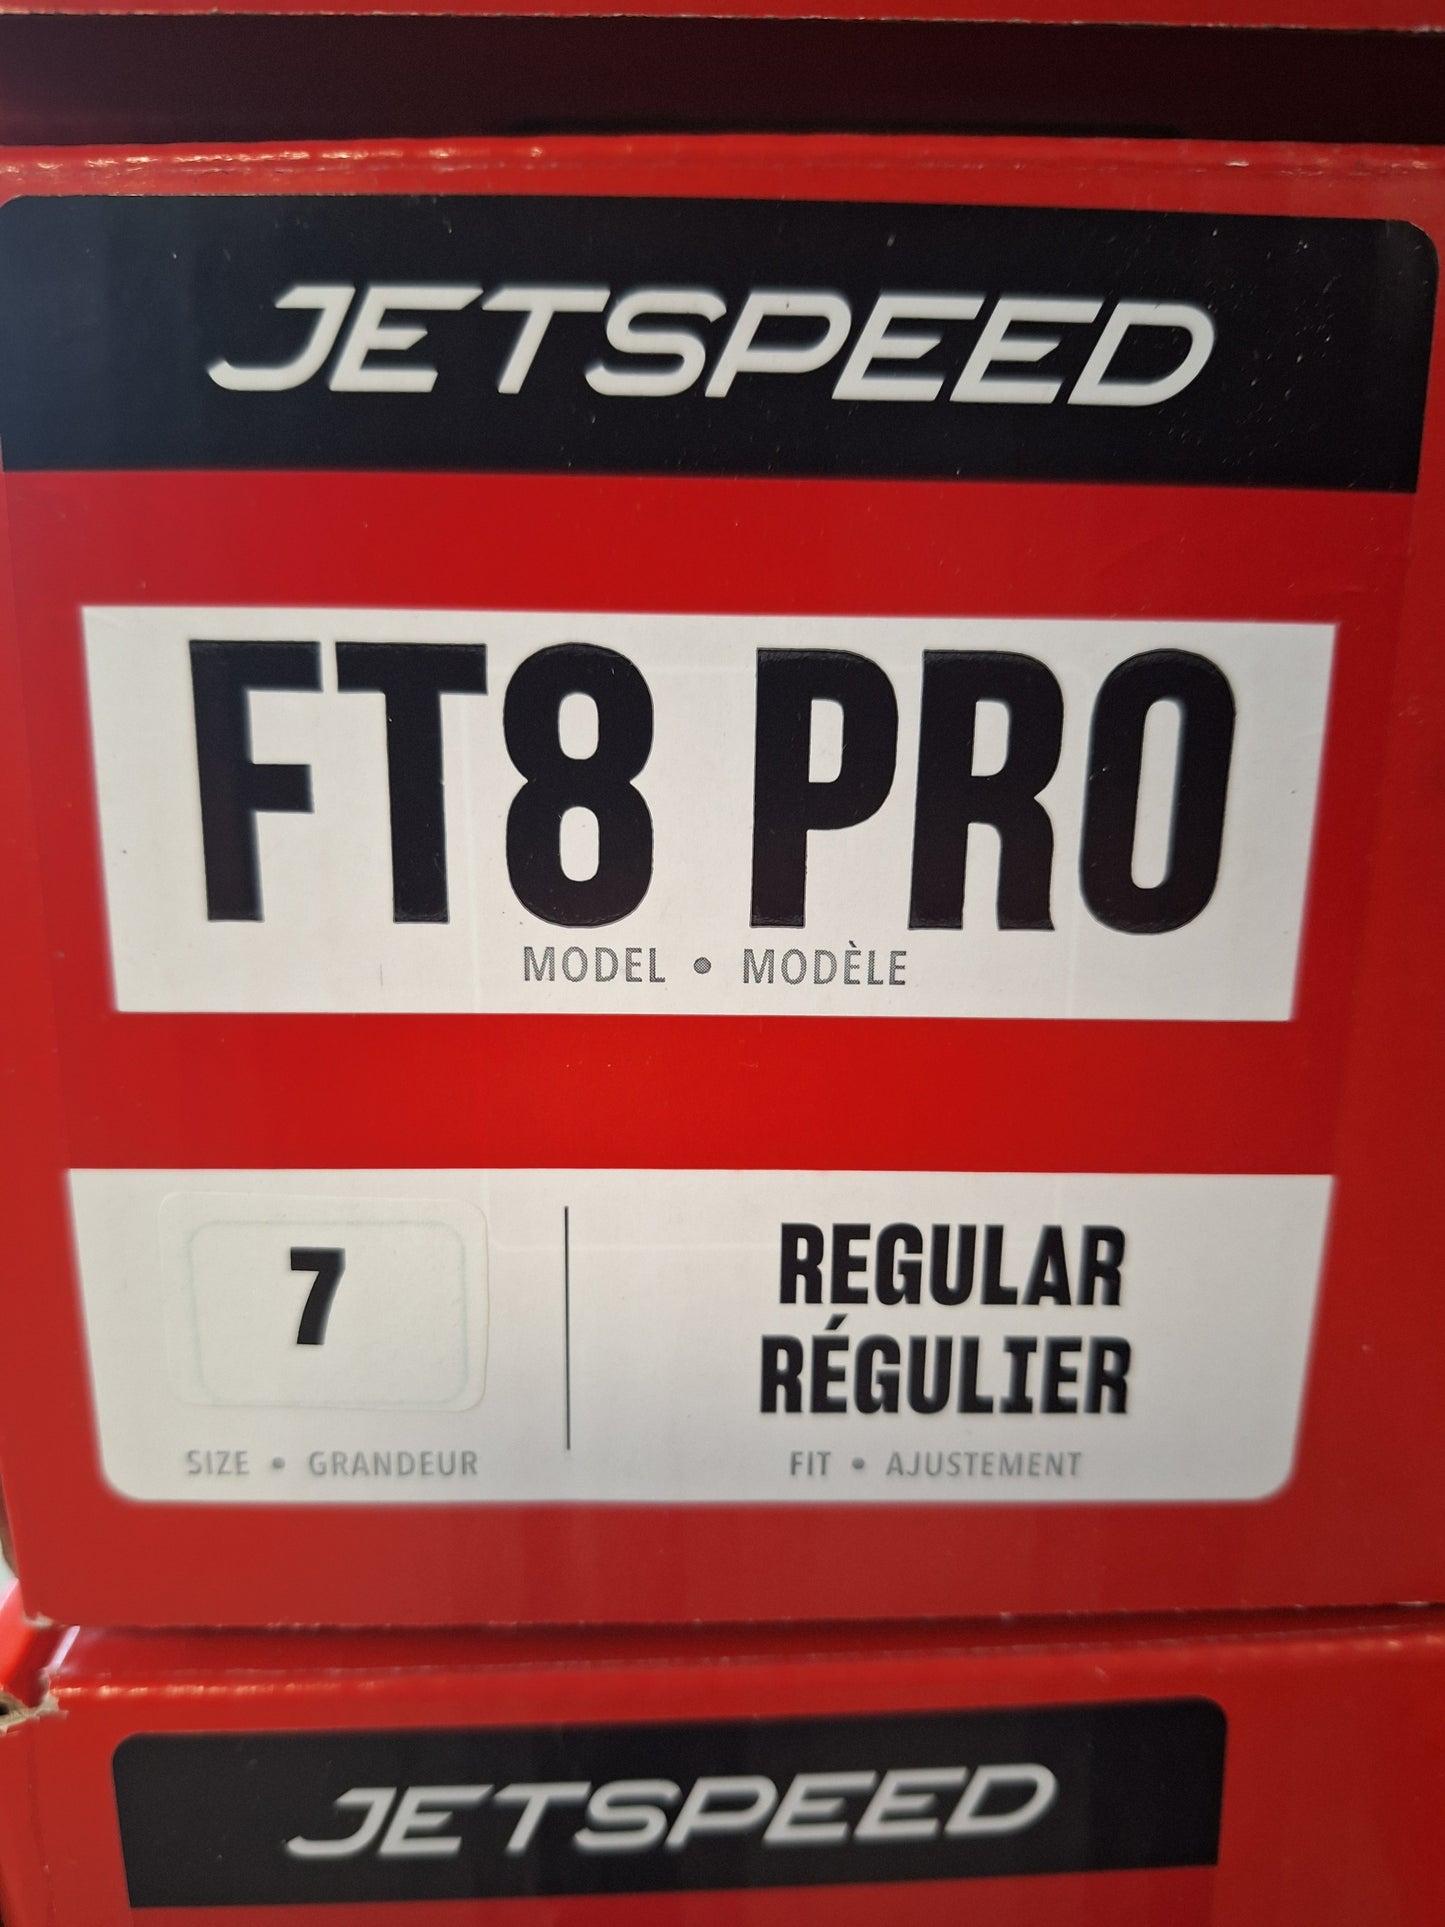 JETSPEED
FT8 PRO
MODEL • MODÈLE
7
SIZE • GRANDEUR
REGULAR
RÉGULIER
FIT • AJUSTEMENT
JETSPEED